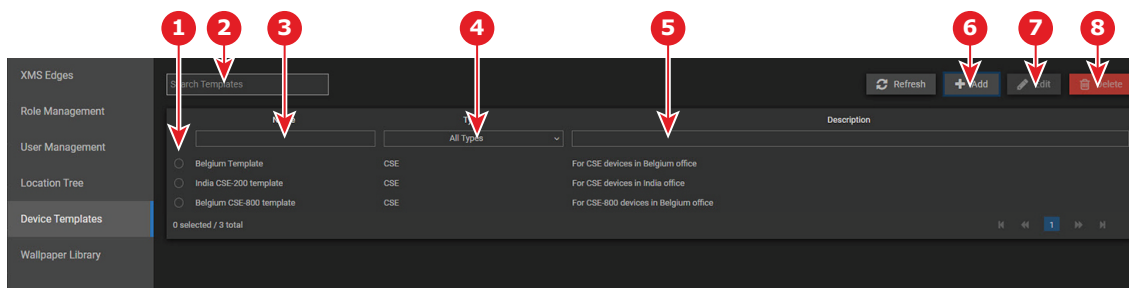 1 2 3 4 5 6 7 8
XMS Edges
Role Management
User Management
Location Tree
Device Templates
Wallpaper Library
Search Templates
Refresh
Add
Edit
Delete
Description
All Types
Belgium Template CSE For CSE devices in Belgium office
India CSE-200 template CSE For CSE devices in India office
Belgium CSE-800 template CSE For CSE-800 devices in Belgium office
0 selected / 3 total
1